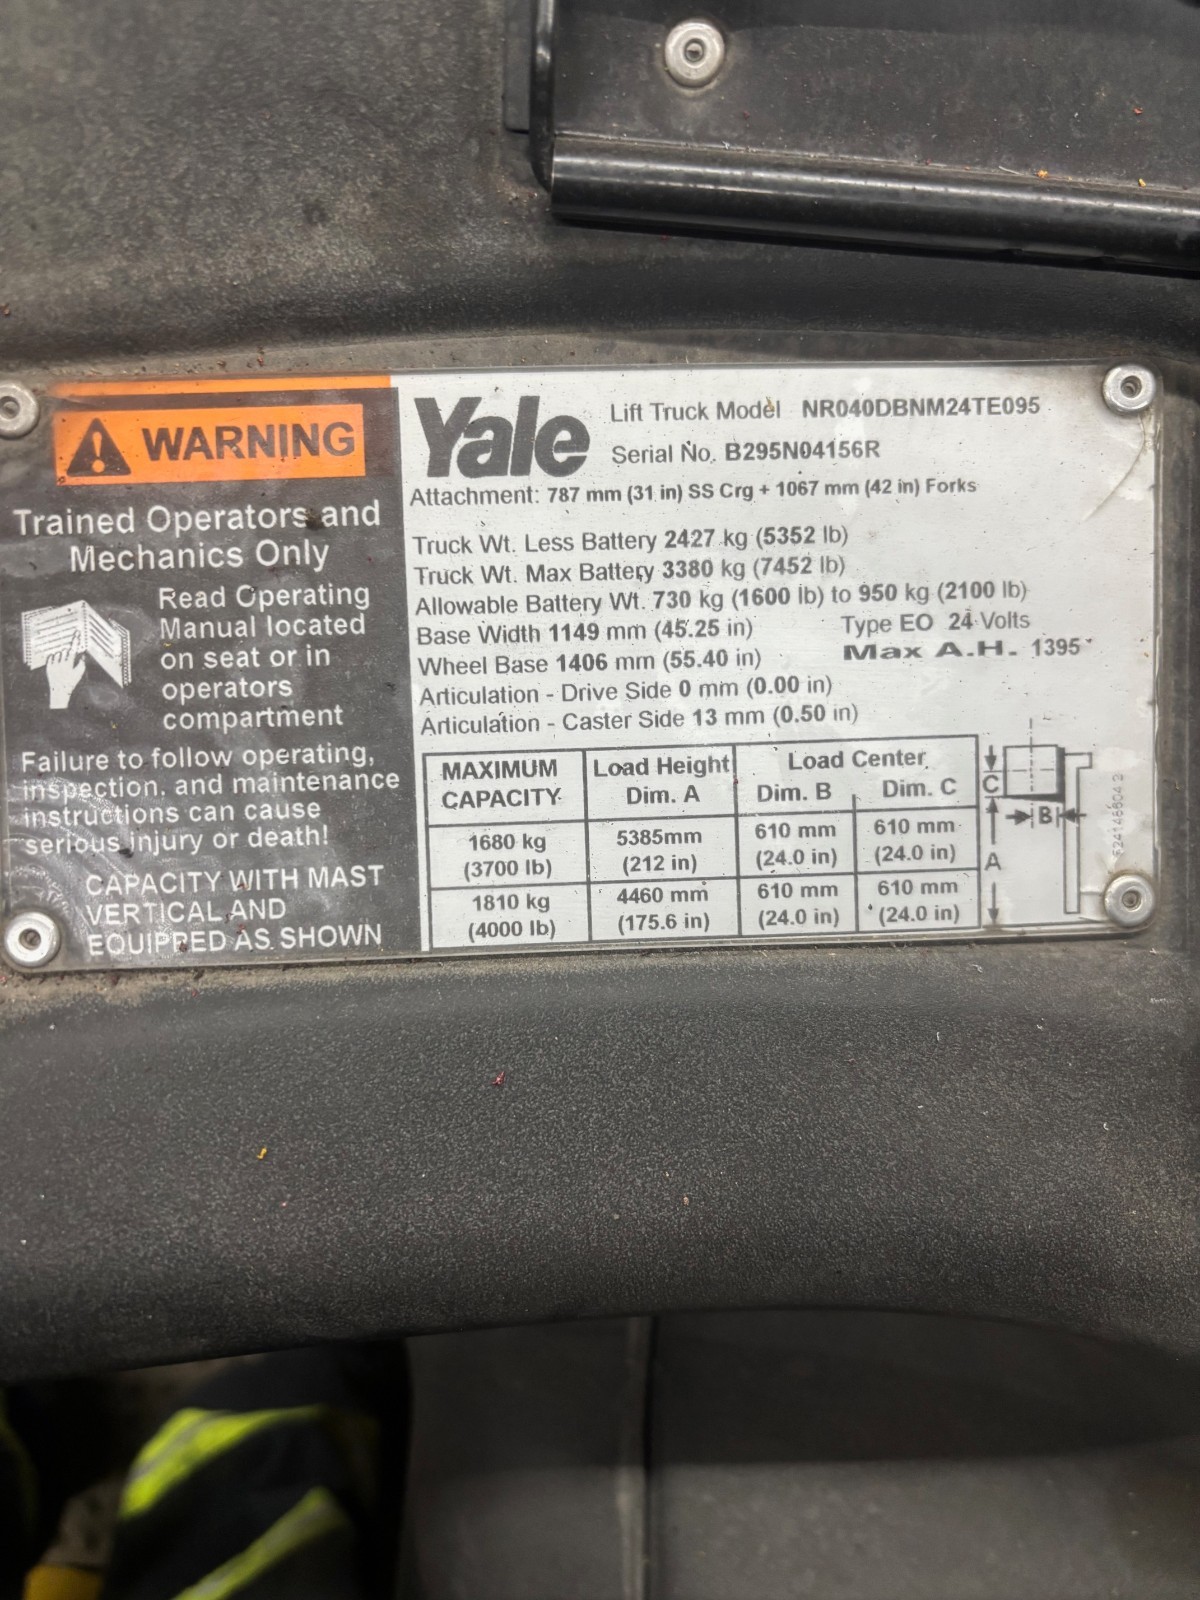 WARNING
Trained Operators and
Mechanics Only
Read Operating
Manual located
on seat or in
operators
compartment
Failure to follow operating,
inspection, and maintenance
instructions can cause
serious injury or death!
CAPACITY WITH MAST
VERTICAL AND
EQUIPPED AS SHOWN
Yale
Lift Truck Model NR040DBNM24TE095
Serial No. B295N04156R
Attachment: 787 mm (31 in) SS Crg + 1067 mm (42 in) Forks
Truck Wt. Less Battery 2427 kg (5352 lb)
Truck Wt. Max Battery 3380 kg (7452 lb)
Allowable Battery Wt. 730 kg (1600 lb) to 950 kg (2100 lb)
Base Width 1149 mm (45.25 in) Type EO 24 Volts
Wheel Base 1406 mm (55.40 in) Max A.H. 1395
Articulation - Drive Side 0 mm (0.00 in)
Articulation - Caster Side 13 mm (0.50 in)
MAXIMUM CAPACITY Load Height Dim. A Load Center
Dim. B Dim. C
1680 kg 5385mm 610 mm 610 mm
(3700 lb) (212 in) (24.0 in) (24.0 in)
1810 kg 4460 mm 610 mm 610 mm
(4000 lb) (175.6 in) (24.0 in) (24.0 in)
C
B
A